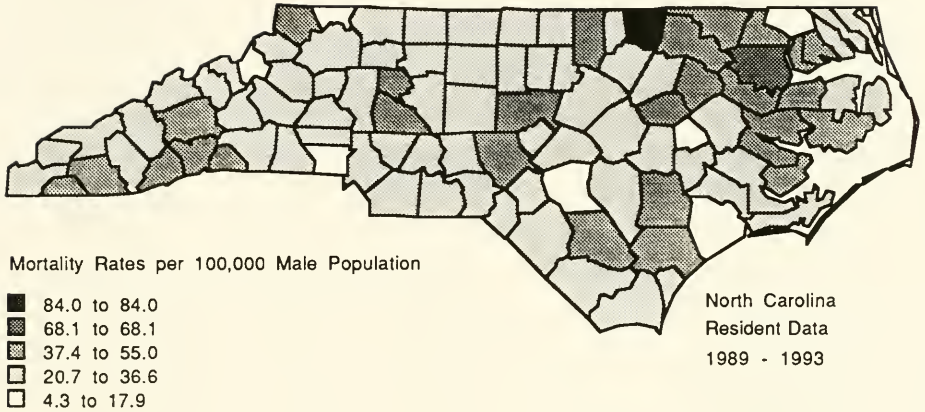 Mortality Rates per 100,000 Male Population
84.0 to 84.0
68.1 to 68.1
37.4 to 55.0
20.7 to 36.6
4.3 to 17.9
North Carolina
Resident Data
1989 - 1993